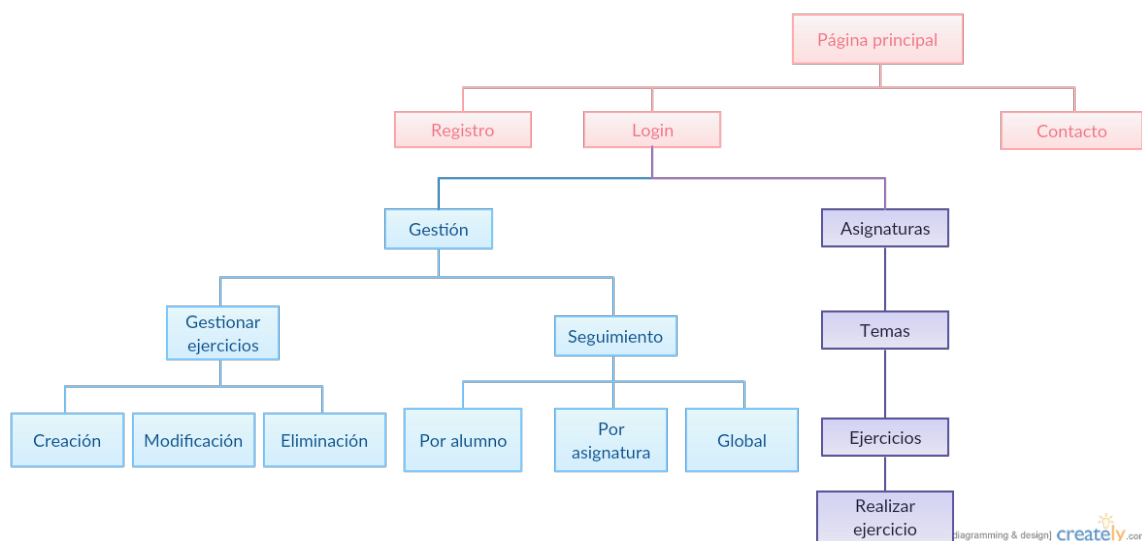 Página principal
Registro
Login
Contacto
Gestión
Asignaturas
Gestionar
ejercicios
Seguimiento
Temas
Creación
Modificación
Eliminación
Por alumno
Por
asignatura
Global
Ejercicios
Realizar
ejercicio
diagramming & design]
creately.com